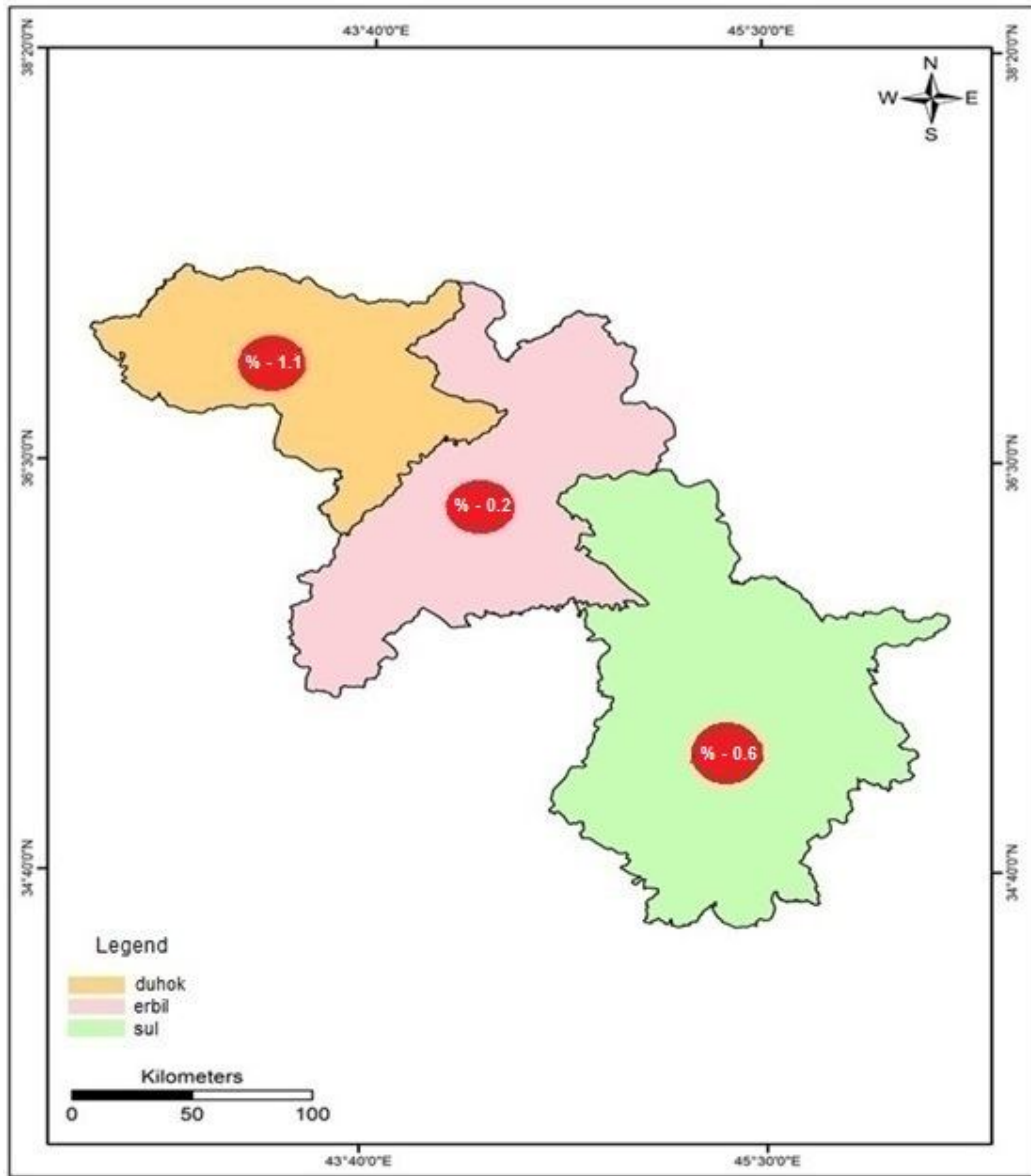 43°40'0"E 45°30'0"E
38°20'0"N 38°20'0"N
N
W E
S
% - 1.1
36°30'0"N 36°30'0"N
% - 0.2
% - 0.6
34°40'0"N 34°40'0"N
Legend
duhok
erbil
sul
Kilometers
0 50 100
43°40'0"E 45°30'0"E